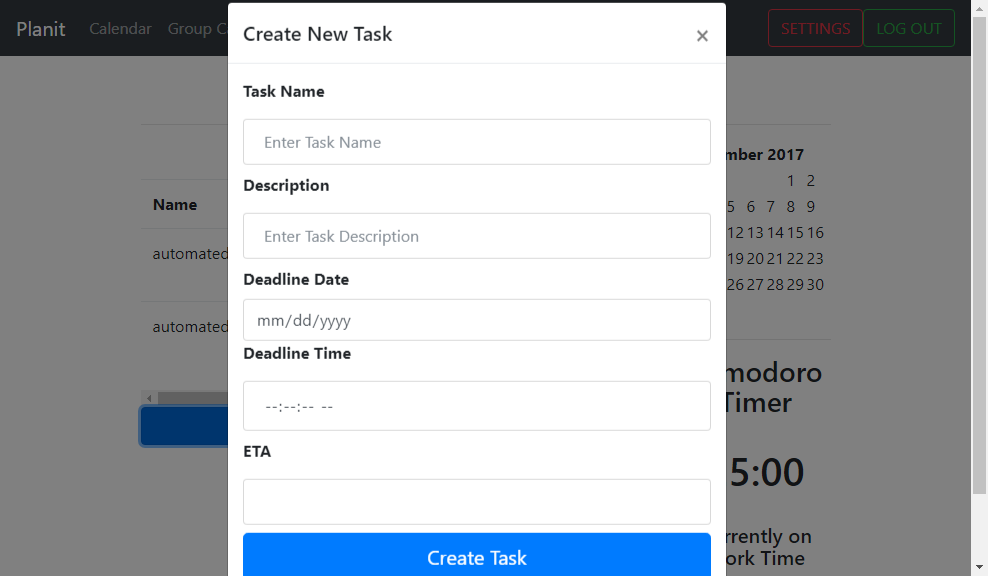 Planit Calendar Group C SETTINGS LOG OUT
Create New Task ×
Task Name
Enter Task Name
Description
Enter Task Description
Deadline Date
mm/dd/yyyy
Deadline Time
--:--:-- --
ETA
Create Task
Name
automated
automated
mber 2017
1 2
5 6 7 8 9
12 13 14 15 16
19 20 21 22 23
26 27 28 29 30
modoro
Timer
5:00
rrently on
ork Time